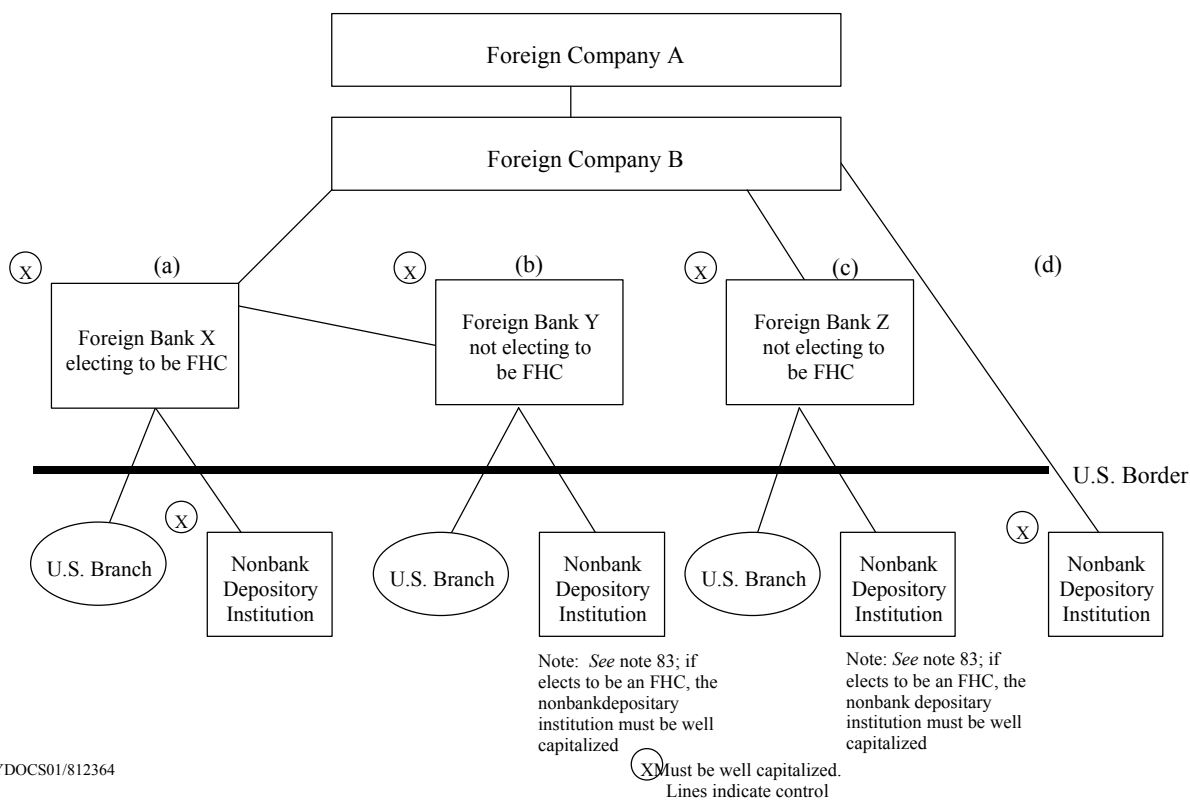 Foreign Company A
Foreign Company B
X
(a)
X
(b)
X
(c)
(d)
Foreign Bank X
electing to be FHC
Foreign Bank Y
not electing to
be FHC
Foreign Bank Z
not electing to
be FHC
U.S. Border
X
X
U.S. Branch
Nonbank
Depository
Institution
U.S. Branch
Nonbank
Depository
Institution
U.S. Branch
Nonbank
Depository
Institution
Nonbank
Depository
Institution
Note: See note 83; if
elects to be an FHC, the
nonbankdepositary
institution must be well
capitalized
Note: See note 83; if
elects to be an FHC, the
nonbank depositary
institution must be well
capitalized
YDOCS01/812364
X Must be well capitalized.
Lines indicate control